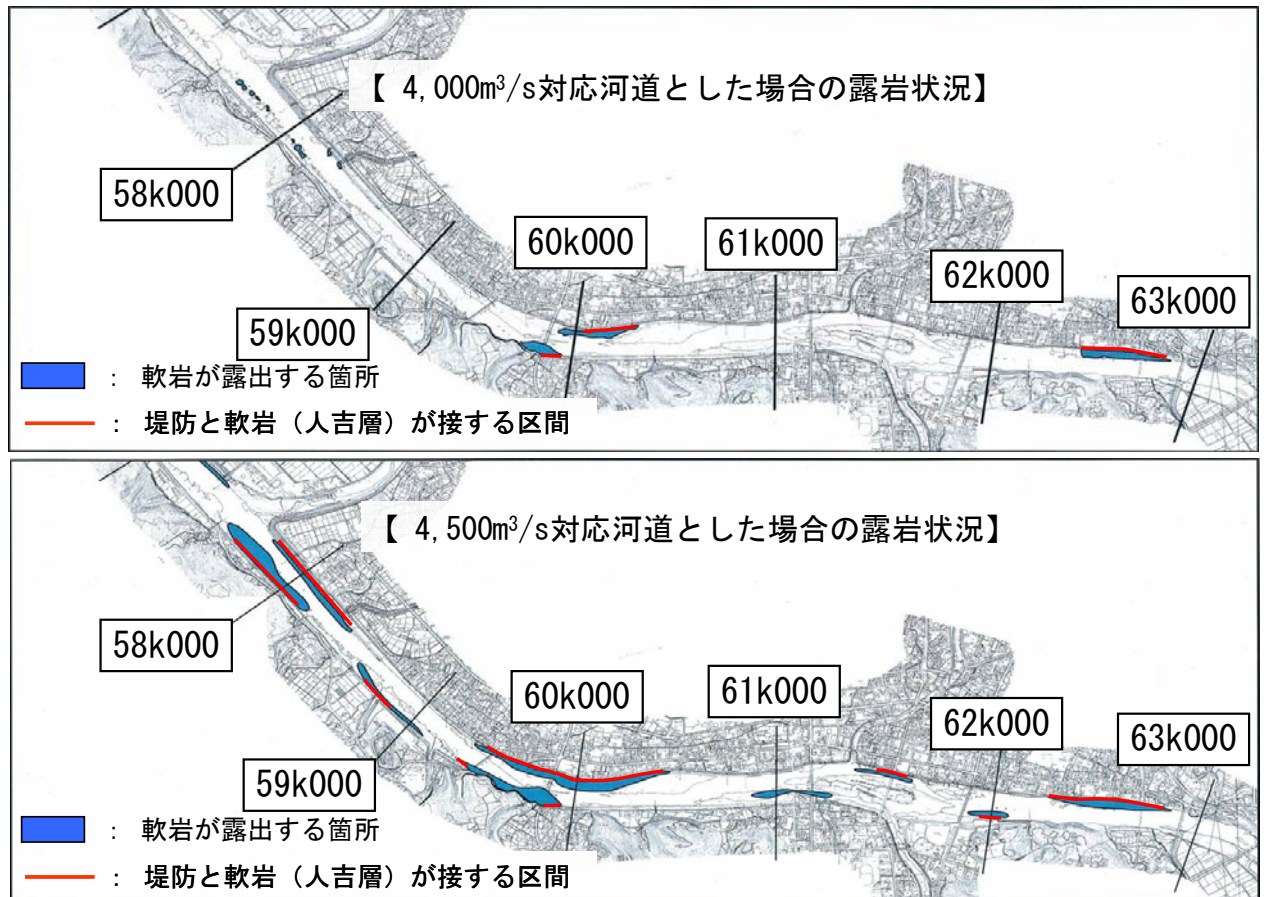 【 4,000m³/s対応河道とした場合の露岩状況】
58k000
59k000
60k000
61k000
62k000
63k000
： 軟岩が露出する箇所
： 堤防と軟岩（人吉層）が接する区間
【 4,500m³/s対応河道とした場合の露岩状況】
58k000
59k000
60k000
61k000
62k000
63k000
： 軟岩が露出する箇所
： 堤防と軟岩（人吉層）が接する区間